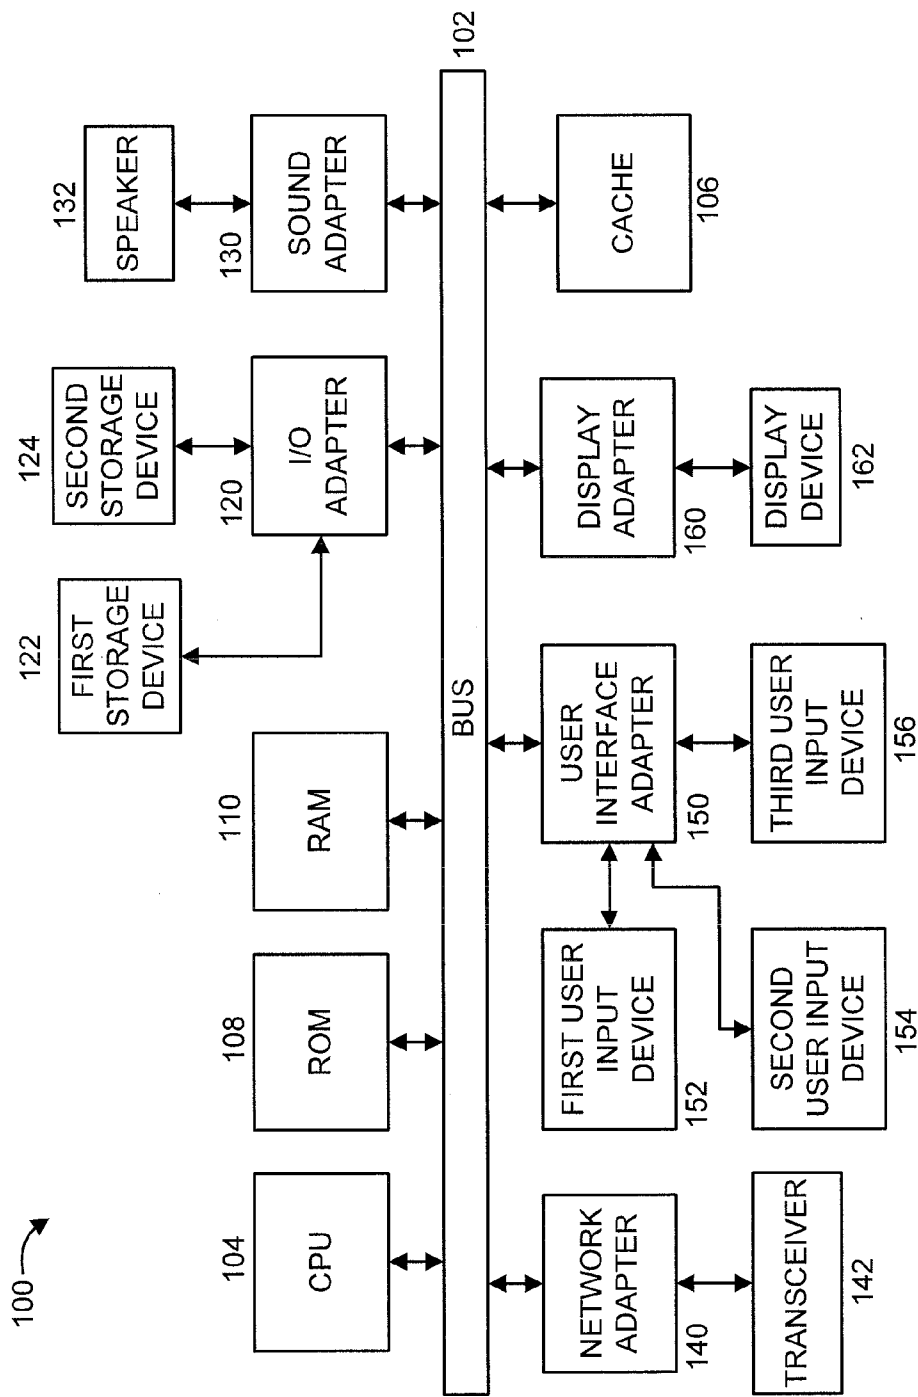 100
104
CPU
108
ROM
110
RAM
122
FIRST
STORAGE
DEVICE
124
SECOND
STORAGE
DEVICE
120
I/O
ADAPTER
132
SPEAKER
130
SOUND
ADAPTER
BUS
102
NETWORK
ADAPTER
140
TRANSCEIVER
142
FIRST USER
INPUT
DEVICE
152
SECOND
USER INPUT
DEVICE
154
USER
INTERFACE
ADAPTER
150
THIRD USER
INPUT
DEVICE
156
DISPLAY
ADAPTER
160
DISPLAY
DEVICE
162
CACHE
106